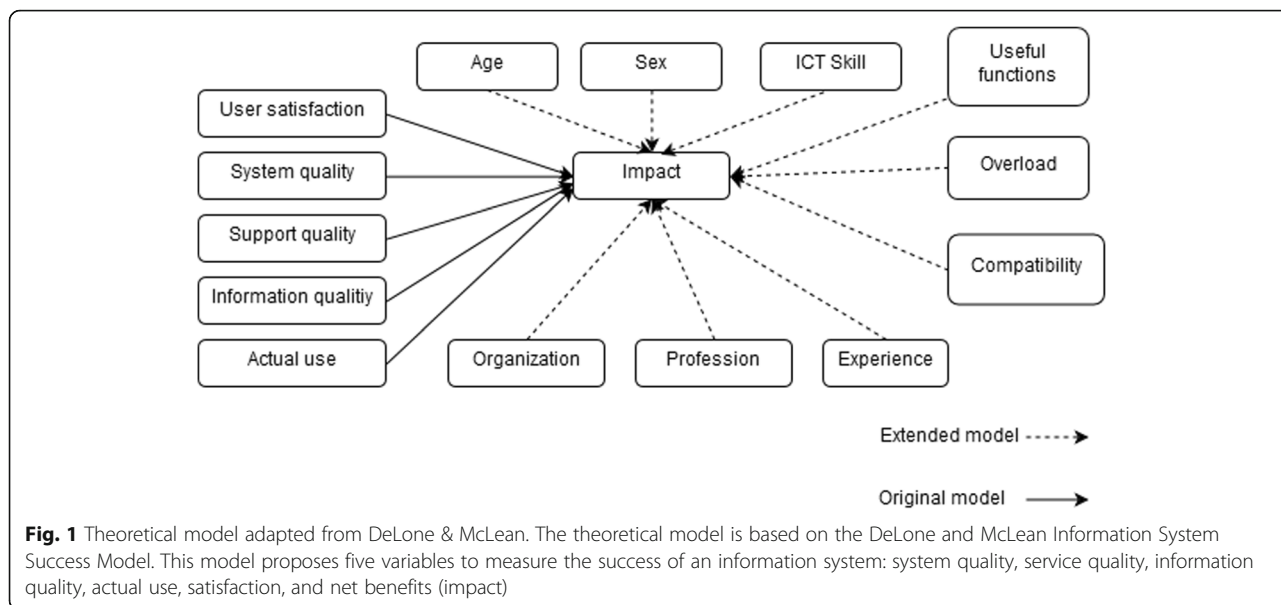 Age
Sex
ICT Skill
Useful
functions
User satisfaction
System quality
Impact
Overload
Support quality
Compatibility
Information qualitiy
Actual use
Organization
Profession
Experience
Extended model
Original model
Fig. 1 Theoretical model adapted from DeLone & McLean. The theoretical model is based on the DeLone and McLean Information System
Success Model. This model proposes five variables to measure the success of an information system: system quality, service quality, information
quality, actual use, satisfaction, and net benefits (impact)